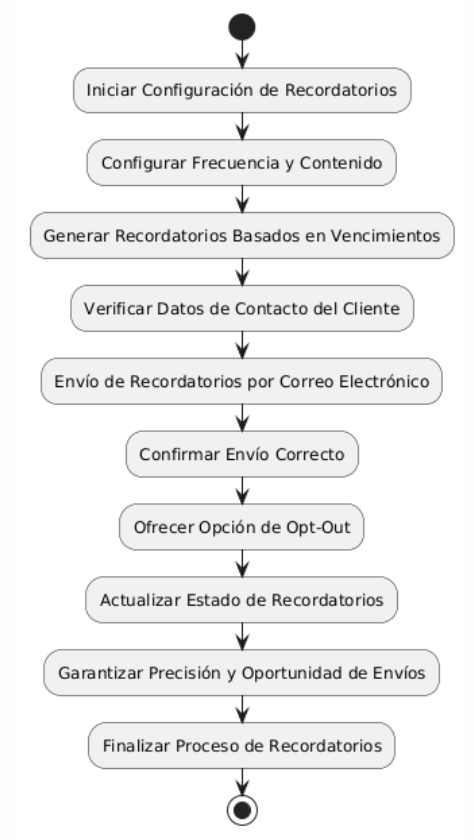 Iniciar Configuración de Recordatorios
Configurar Frecuencia y Contenido
Generar Recordatorios Basados en Vencimientos
Verificar Datos de Contacto del Cliente
Envío de Recordatorios por Correo Electrónico
Confirmar Envío Correcto
Ofrecer Opción de Opt-Out
Actualizar Estado de Recordatorios
Garantizar Precisión y Oportunidad de Envíos
Finalizar Proceso de Recordatorios